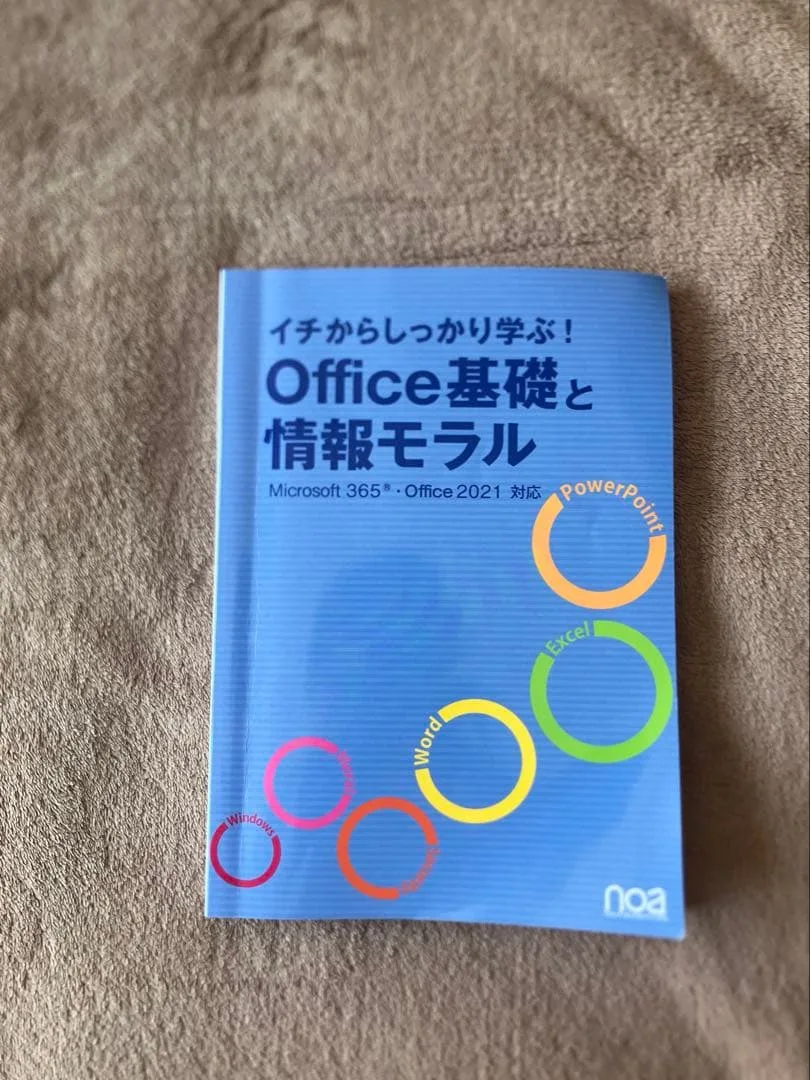 イチからしっかり学ぶ!
Office基礎と
情報モラル
Microsoft 365®・Office 2021 対応
PowerPoint
Excel
Word
Windows
noa